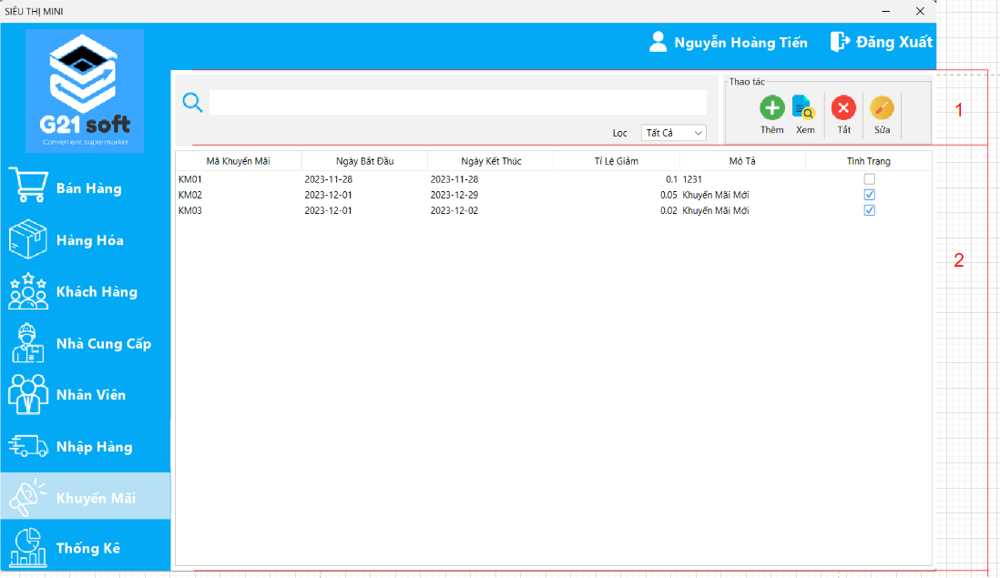 SIÊU THỊ MINI
Nguyễn Hoàng Tiến
Đăng Xuất
G21 soft
Convenient supermarket
Bán Hàng
Hàng Hóa
Khách Hàng
Nhà Cung Cấp
Nhân Viên
Nhập Hàng
Khuyến Mãi
Thống Kê
Lọc Tất Cả
Thao tác
Thêm Xem Tắt Sửa
1
Mã Khuyến Mãi Ngày Bắt Đầu Ngày Kết Thúc Tỉ Lệ Giảm Mô Tả Tình Trạng
KM01 2023-11-28 2023-11-28 0.1 1231
KM02 2023-12-01 2023-12-29 0.05 Khuyến Mãi Mới
KM03 2023-12-01 2023-12-02 0.02 Khuyến Mãi Mới
2